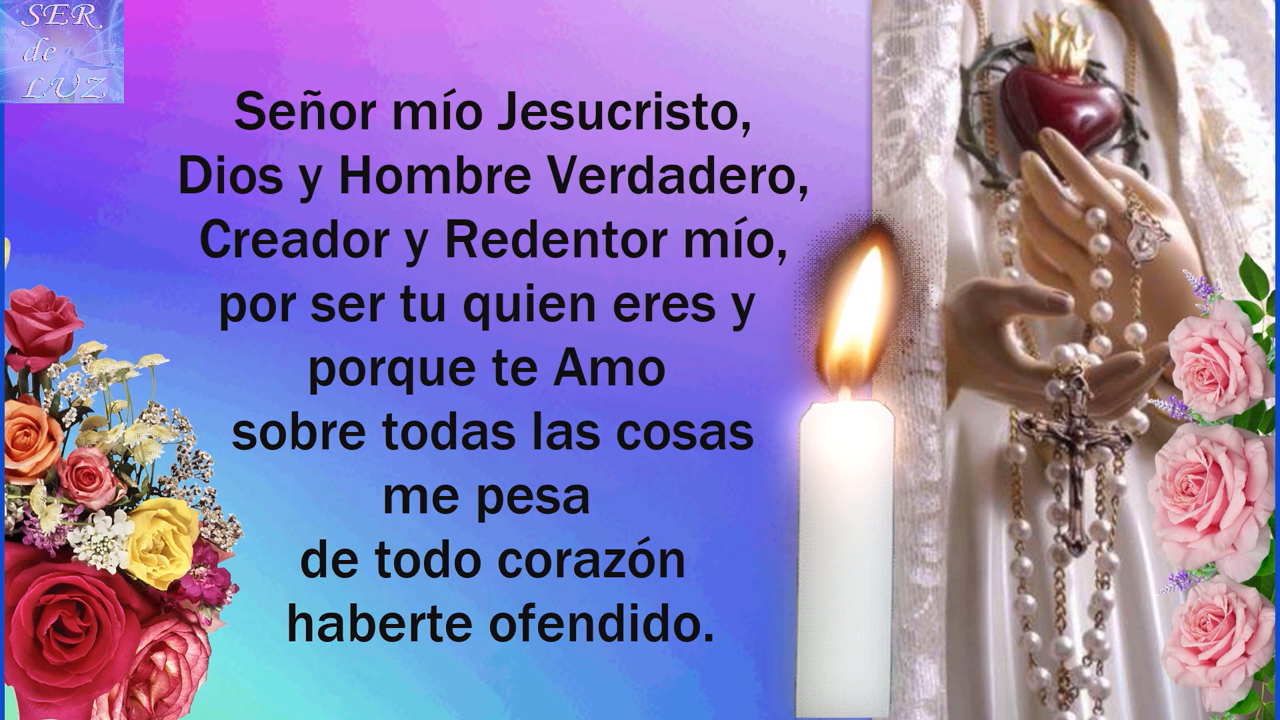 SER
de
LUZ
Señor mío Jesucristo,
Dios y Hombre Verdadero,
Creador y Redentor mío,
por ser tu quien eres y
porque te Amo
sobre todas las cosas
me pesa
de todo corazón
haberte ofendido.